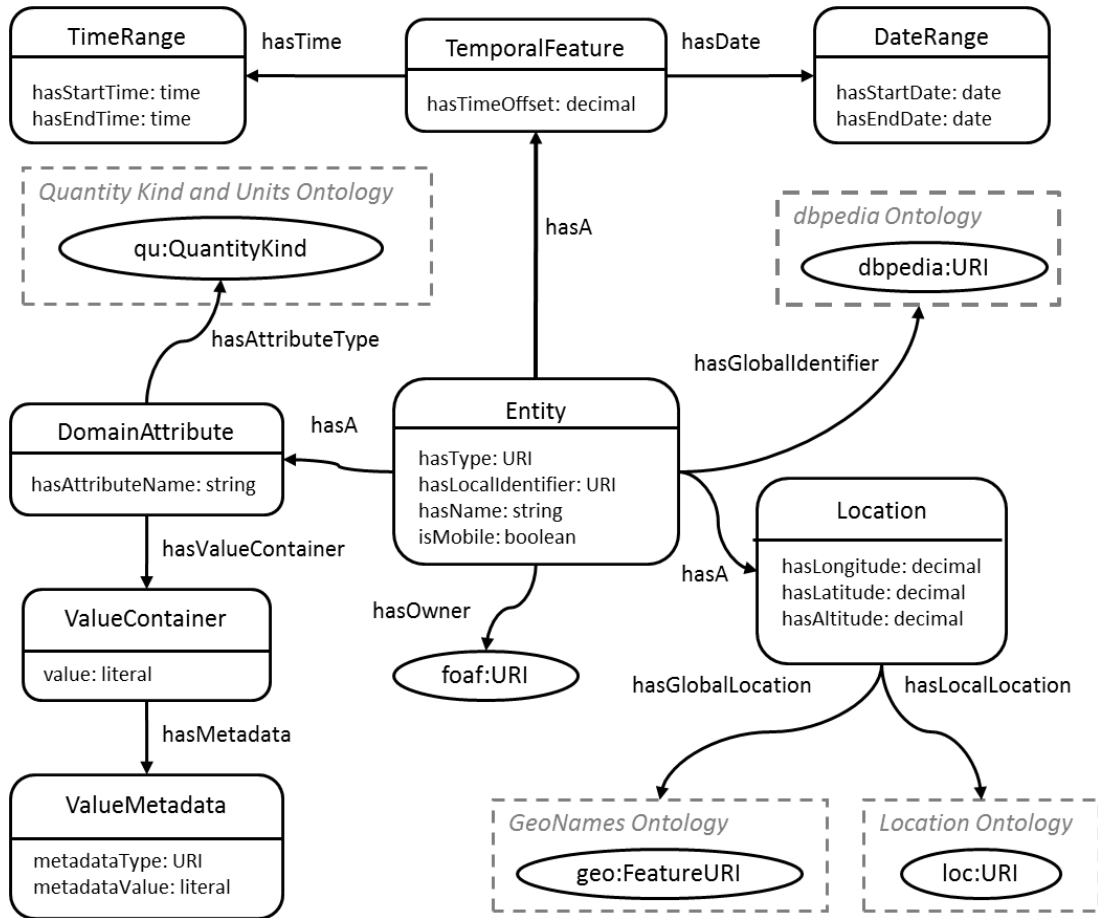 TimeRange
hasStartTime: time
hasEndTime: time
hasTime
TemporalFeature
hasTimeOffset: decimal
hasDate
DateRange
hasStartDate: date
hasEndDate: date
Quantity Kind and Units Ontology
qu:QuantityKind
hasA
dbpedia Ontology
dbpedia:URI
hasAttributeType
hasGlobalIdentifier
DomainAttribute
hasAttributeName: string
hasA
Entity
hasType: URI
hasLocalIdentifier: URI
hasName: string
isMobile: boolean
hasA
Location
hasLongitude: decimal
hasLatitude: decimal
hasAltitude: decimal
hasValueContainer
ValueContainer
value: literal
hasOwner
foaf:URI
hasGlobalLocation
hasLocalLocation
hasMetadata
ValueMetadata
metadataType: URI
metadataValue: literal
GeoNames Ontology
geo:FeatureURI
Location Ontology
loc:URI